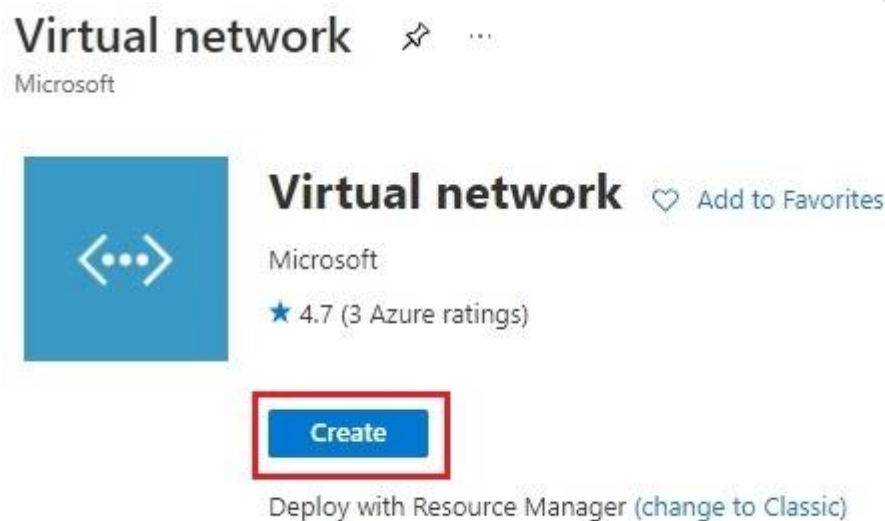 Virtual network ...
Microsoft
Virtual network Add to Favorites
Microsoft
4.7 (3 Azure ratings)
Create
Deploy with Resource Manager (change to Classic)